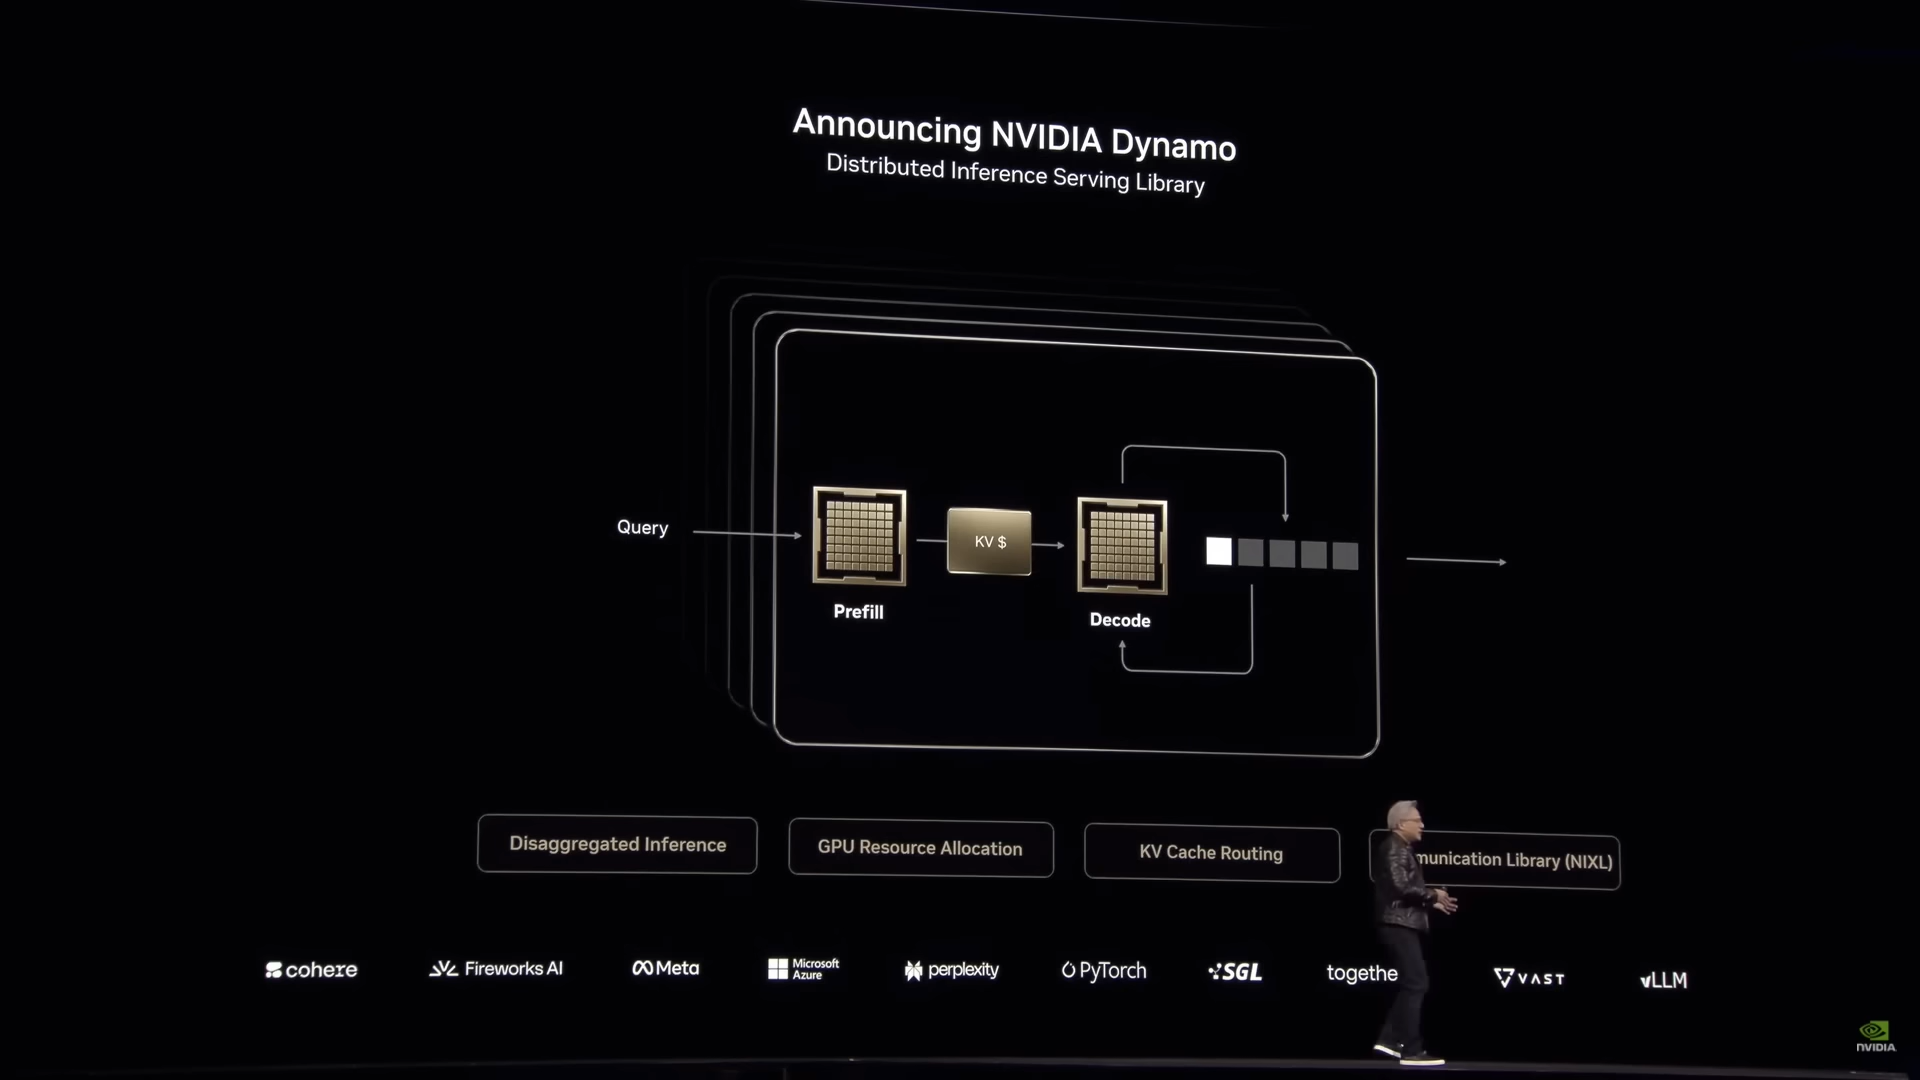 Announcing NVIDIA Dynamo
Distributed Inference Serving Library
Query
KV $
Prefill
Decode
Disaggregated Inference
GPU Resource Allocation
KV Cache Routing
munication Library (NIXL)
cohere
Fireworks AI
Meta
Microsoft
Azure
perplexity
PyTorch
SGL
togethe
VAST
vLLM
NVIDIA